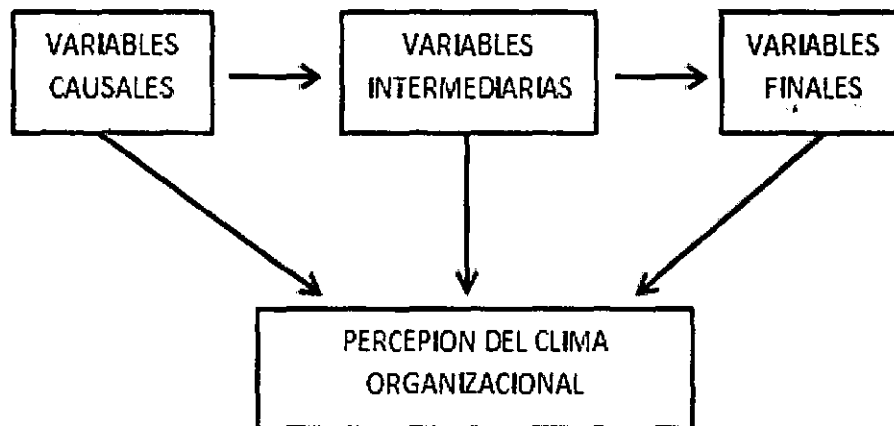 VARIABLES
CAUSALES
VARIABLES
INTERMEDIARIAS
VARIABLES
FINALES
PERCEPION DEL CLIMA
ORGANIZACIONAL